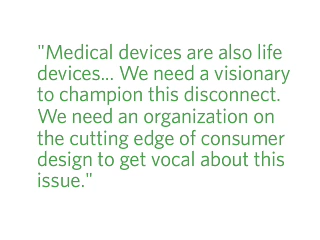 "Medical devices are also life
devices... We need a visionary
to champion this disconnect.
We need an organization on
the cutting edge of consumer
design to get vocal about this
issue."